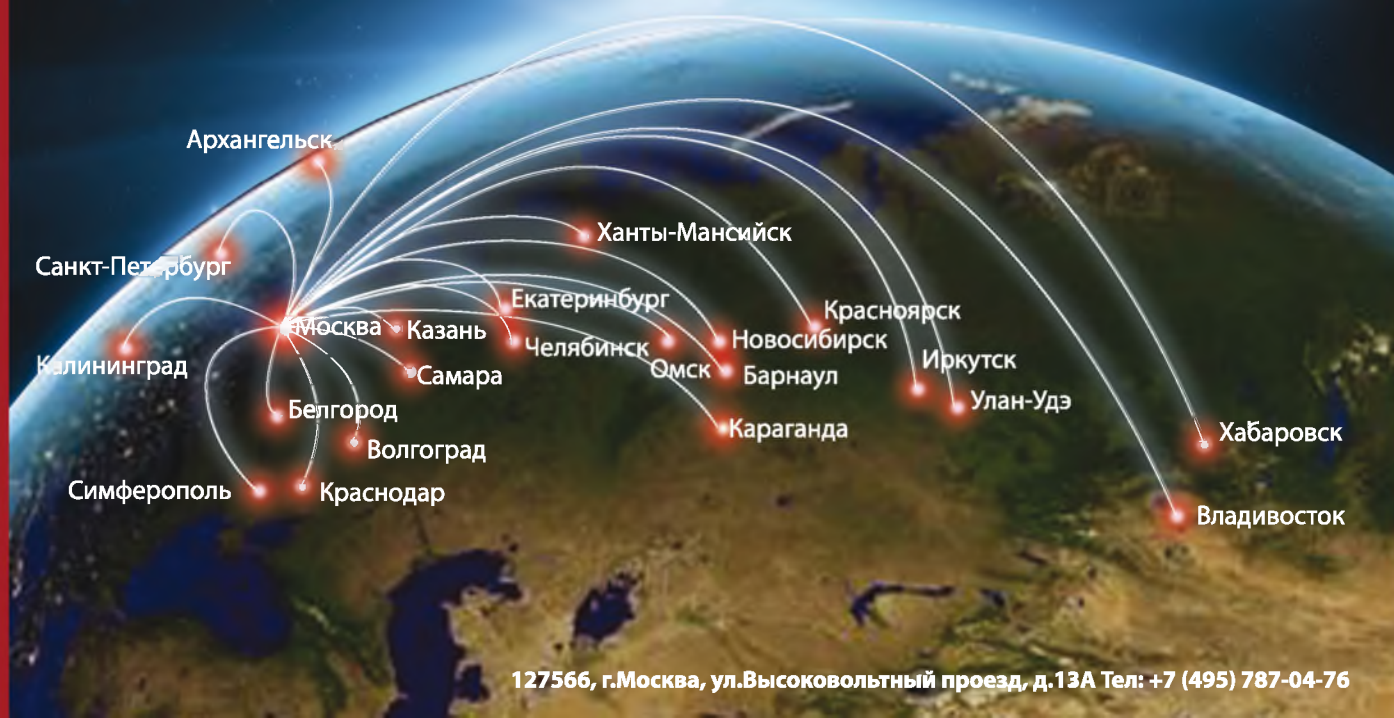 Архангельск
Санкт-Петербург
Ханты-Мансийск
Екатеринбург
Красноярск
Москва
Казань
Новосибирск
Челябинск
Иркутск
Калининград
Омск
Самара
Барнаул
Улан-Удэ
Белгород
Караганда
Хабаровск
Волгоград
Симферополь
Краснодар
Владивосток
127566, г.Москва, ул.Высоковольтный проезд, д.13А Тел: +7 (495) 787-04-76